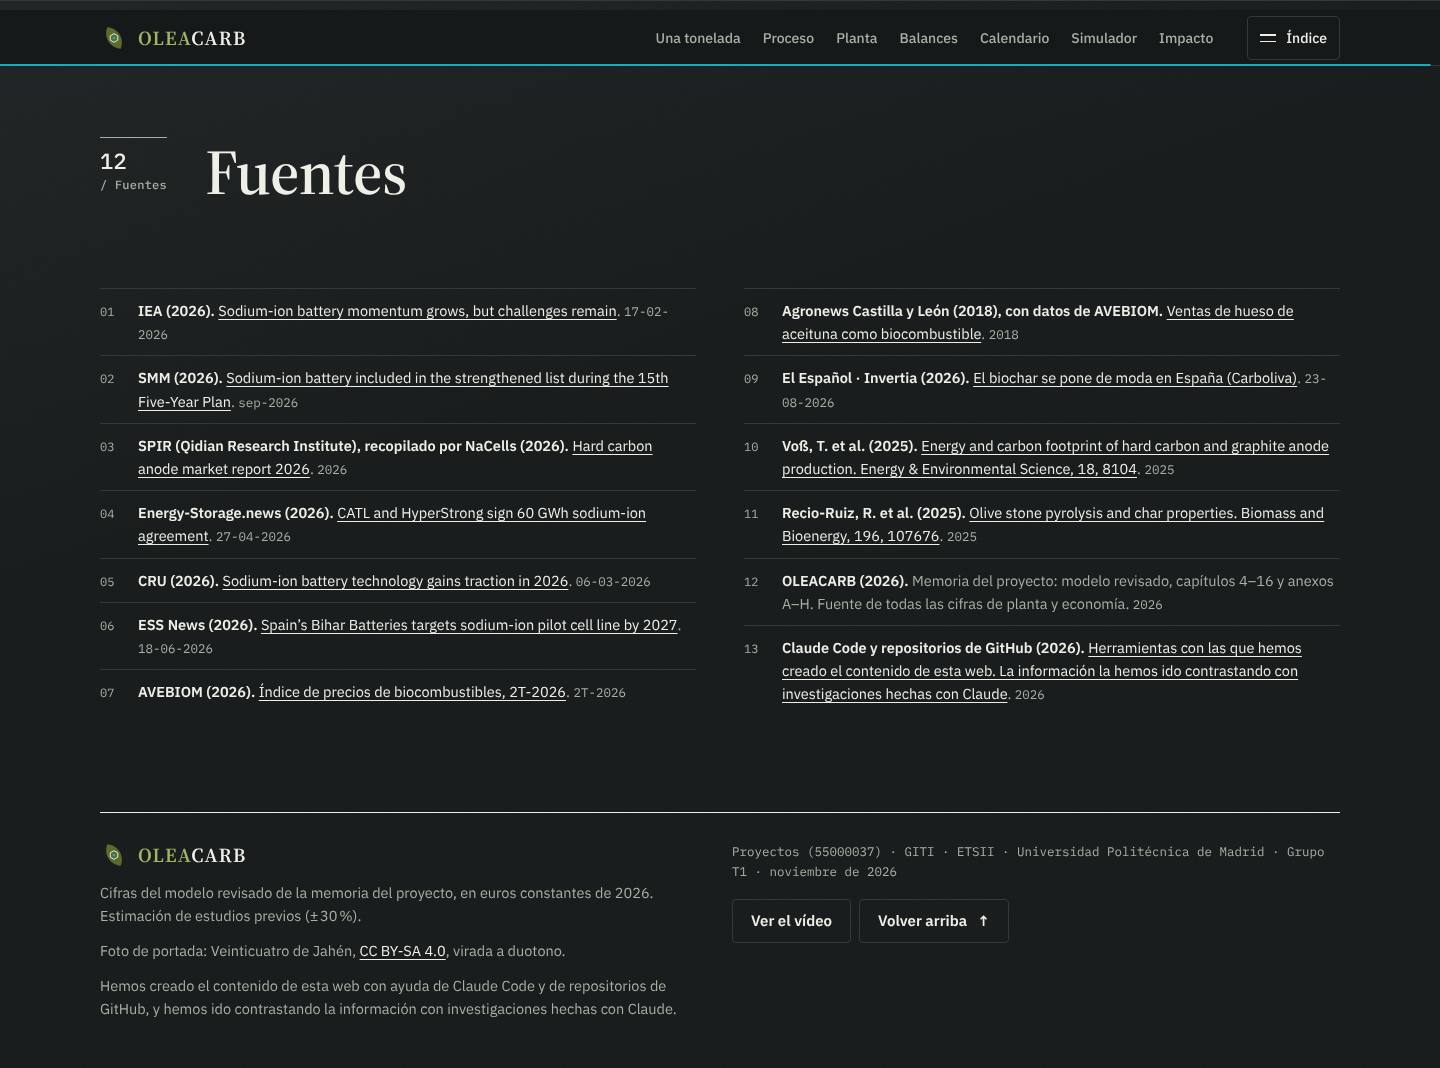 OLEACARB
Una tonelada Proceso Planta Balances Calendario Simulador Impacto Índice
12
/ Fuentes
Fuentes
01 IEA (2026). Sodium-ion battery momentum grows, but challenges remain. 17-02-
2026
02 SMM (2026). Sodium-ion battery included in the strengthened list during the 15th
Five-Year Plan. sep-2026
03 SPIR (Qidian Research Institute), recopilado por NaCells (2026). Hard carbon
anode market report 2026. 2026
04 Energy-Storage.news (2026). CATL and HyperStrong sign 60 GWh sodium-ion
agreement. 27-04-2026
05 CRU (2026). Sodium-ion battery technology gains traction in 2026. 06-03-2026
06 ESS News (2026). Spain’s Bihar Batteries targets sodium-ion pilot cell line by 2027.
18-06-2026
07 AVEBIOM (2026). Índice de precios de biocombustibles, 2T-2026. 2T-2026
08 Agronews Castilla y León (2018), con datos de AVEBIOM. Ventas de hueso de
aceituna como biocombustible. 2018
09 El Español · Invertia (2026). El biochar se pone de moda en España (Carboliva). 23-
08-2026
10 Voß, T. et al. (2025). Energy and carbon footprint of hard carbon and graphite anode
production. Energy & Environmental Science, 18, 8104. 2025
11 Recio-Ruiz, R. et al. (2025). Olive stone pyrolysis and char properties. Biomass and
Bioenergy, 196, 107676. 2025
12 OLEACARB (2026). Memoria del proyecto: modelo revisado, capítulos 4–16 y anexos
A–H. Fuente de todas las cifras de planta y economía. 2026
13 Claude Code y repositorios de GitHub (2026). Herramientas con las que hemos
creado el contenido de esta web. La información la hemos ido contrastando con
investigaciones hechas con Claude. 2026
OLEACARB
Cifras del modelo revisado de la memoria del proyecto, en euros constantes de 2026.
Estimación de estudios previos (±30 %).
Foto de portada: Veinticuatro de Jahén, CC BY-SA 4.0, virada a duotono.
Hemos creado el contenido de esta web con ayuda de Claude Code y de repositorios de
GitHub, y hemos ido contrastando la información con investigaciones hechas con Claude.
Proyectos (55000037) · GITI · ETSII · Universidad Politécnica de Madrid · Grupo
T1 · noviembre de 2026
Ver el vídeo Volver arriba ↑